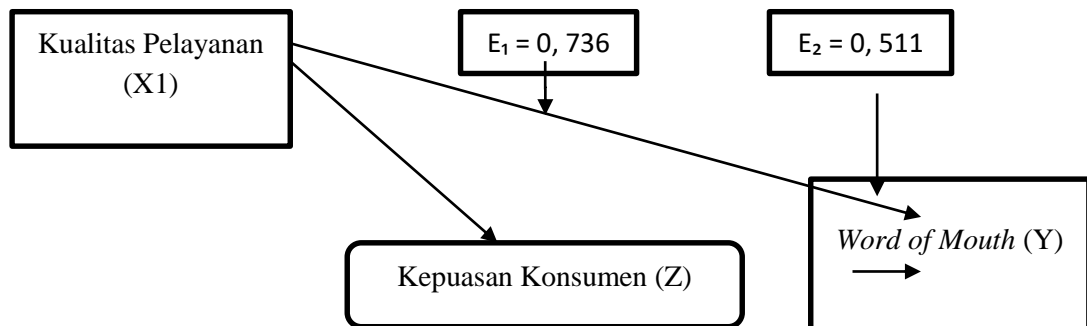 Kualitas Pelayanan
(X1)
E₁ = 0, 736
E₂ = 0, 511
Word of Mouth (Y)
Kepuasan Konsumen (Z)